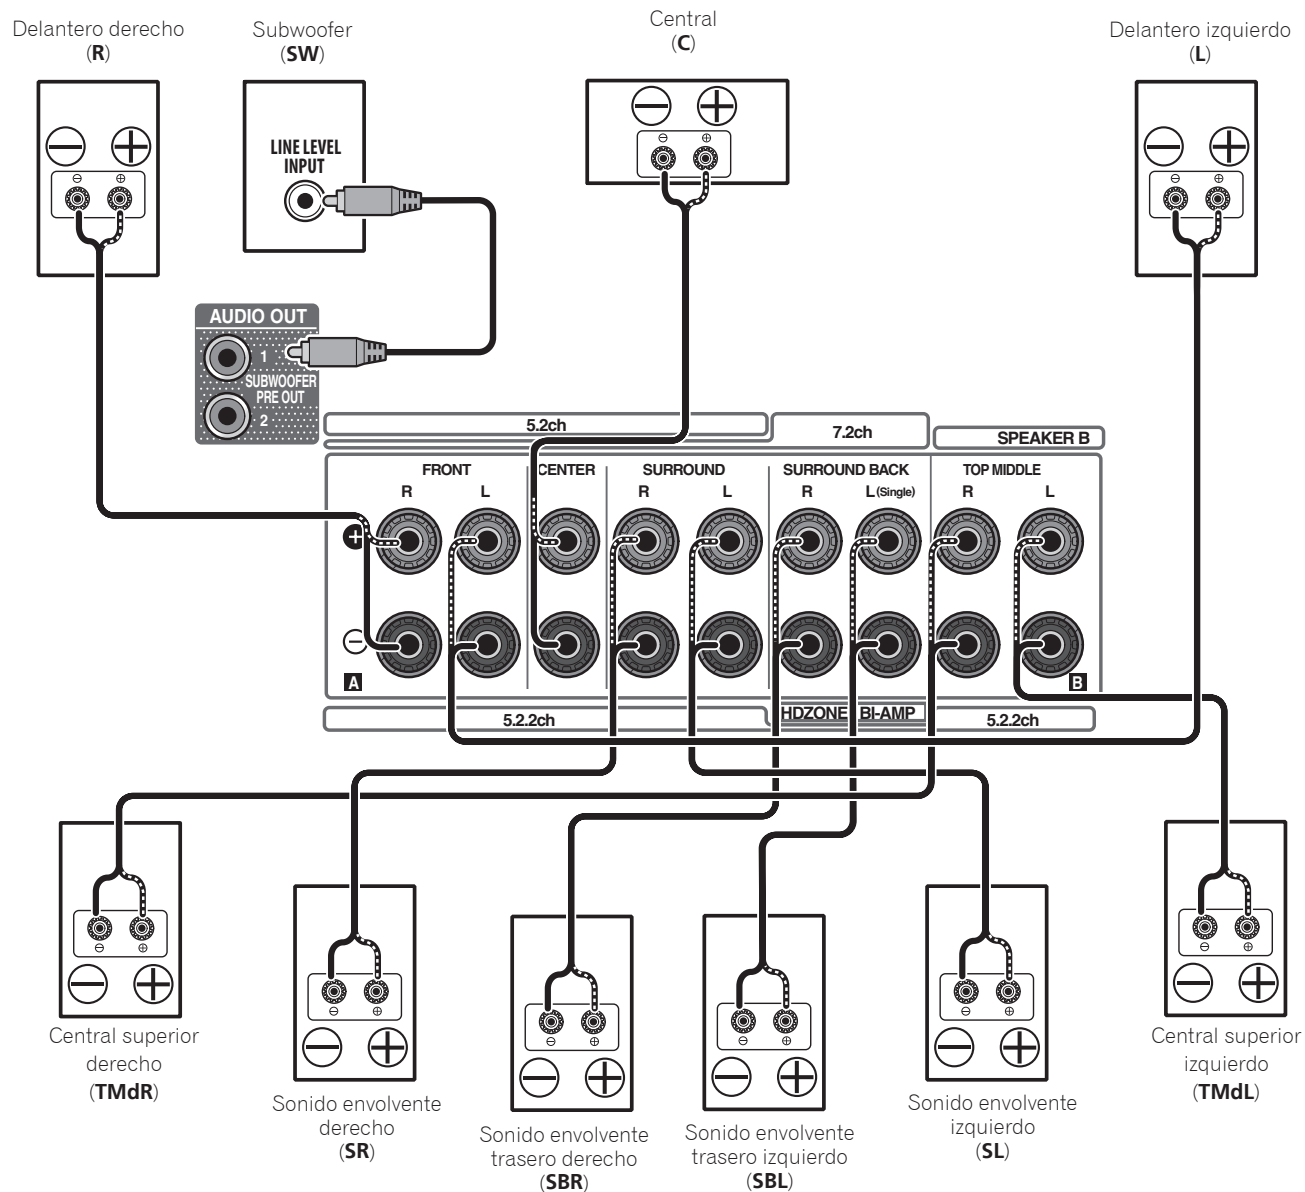 Delantero derecho
(R)
Subwoofer
(SW)
Central
(C)
Delantero izquierdo
(L)
LINE LEVEL
INPUT
AUDIO OUT
1
SUBWOOFER
PRE OUT
2
5.2ch
7.2ch
SPEAKER B
FRONT
CENTER
SURROUND
SURROUND BACK
TOP MIDDLE
R L R L R L (Single) R L
A
B
5.2.2ch
HDZONE
BI-AMP
5.2.2ch
Central superior
derecho
(TMdR)
Sonido envolvente
derecho
(SR)
Sonido envolvente
trasero derecho
(SBR)
Sonido envolvente
trasero izquierdo
(SBL)
Sonido envolvente
izquierdo
(SL)
Central superior
izquierdo
(TMdL)